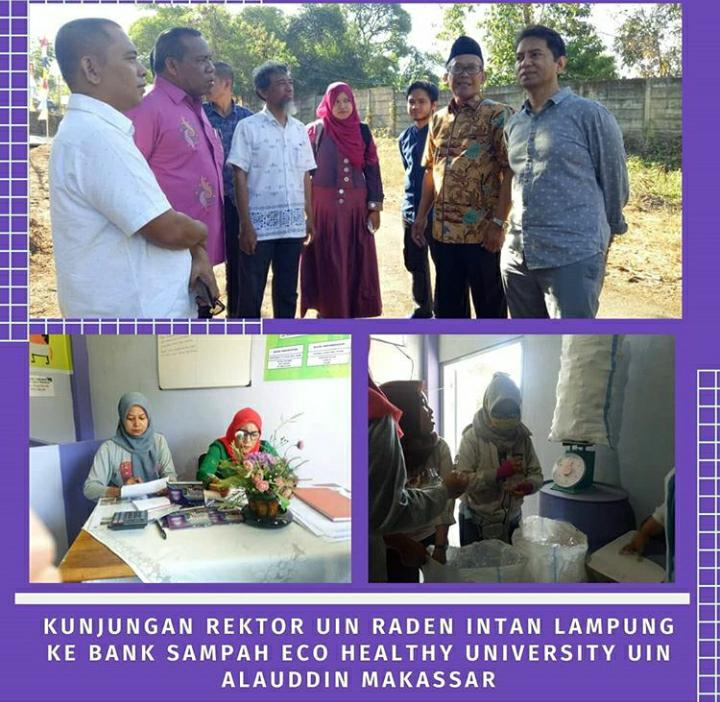 KUNJUNGAN REKTOR UIN RADEN INTAN LAMPUNG
KE BANK SAMPAH ECO HEALTHY UNIVERSITY UIN
ALAUDDIN MAKASSAR